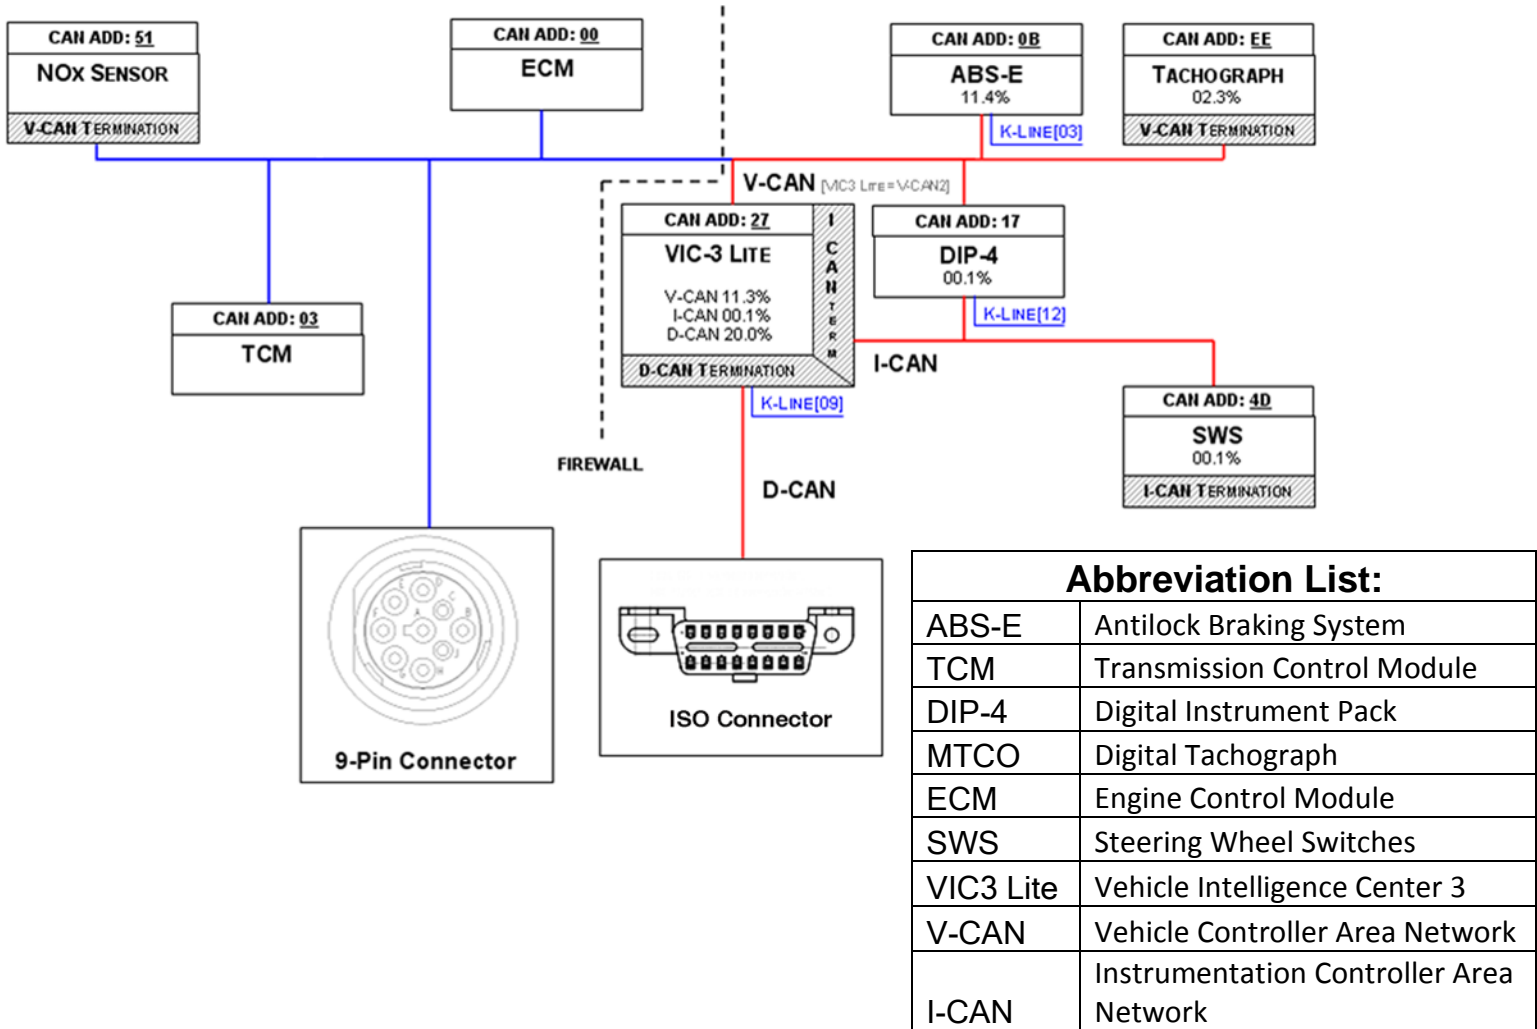 CAN ADD: 51
NOX SENSOR
V-CAN TERMINATION
CAN ADD: 00
ECM
CAN ADD: 0B
ABS-E
11.4%
K-LINE[03]
CAN ADD: EE
TACHOGRAPH
02.3%
V-CAN TERMINATION
V-CAN [VIC3 LITE=V-CAN2]
CAN ADD: 27
VIC-3 LITE
V-CAN 11.3%
I-CAN 00.1%
D-CAN 20.0%
I CAN TERM
D-CAN TERMINATION
K-LINE[09]
CAN ADD: 17
DIP-4
00.1%
K-LINE[12]
CAN ADD: 03
TCM
I-CAN
CAN ADD: 4D
SWS
00.1%
I-CAN TERMINATION
FIREWALL
D-CAN
E
D
F
C
A
B
J
G
H
9-Pin Connector
ISO Connector
Abbreviation List:
ABS-E Antilock Braking System
TCM Transmission Control Module
DIP-4 Digital Instrument Pack
MTCO Digital Tachograph
ECM Engine Control Module
SWS Steering Wheel Switches
VIC3 Lite Vehicle Intelligence Center 3
V-CAN Vehicle Controller Area Network
Instrumentation Controller Area
I-CAN Network